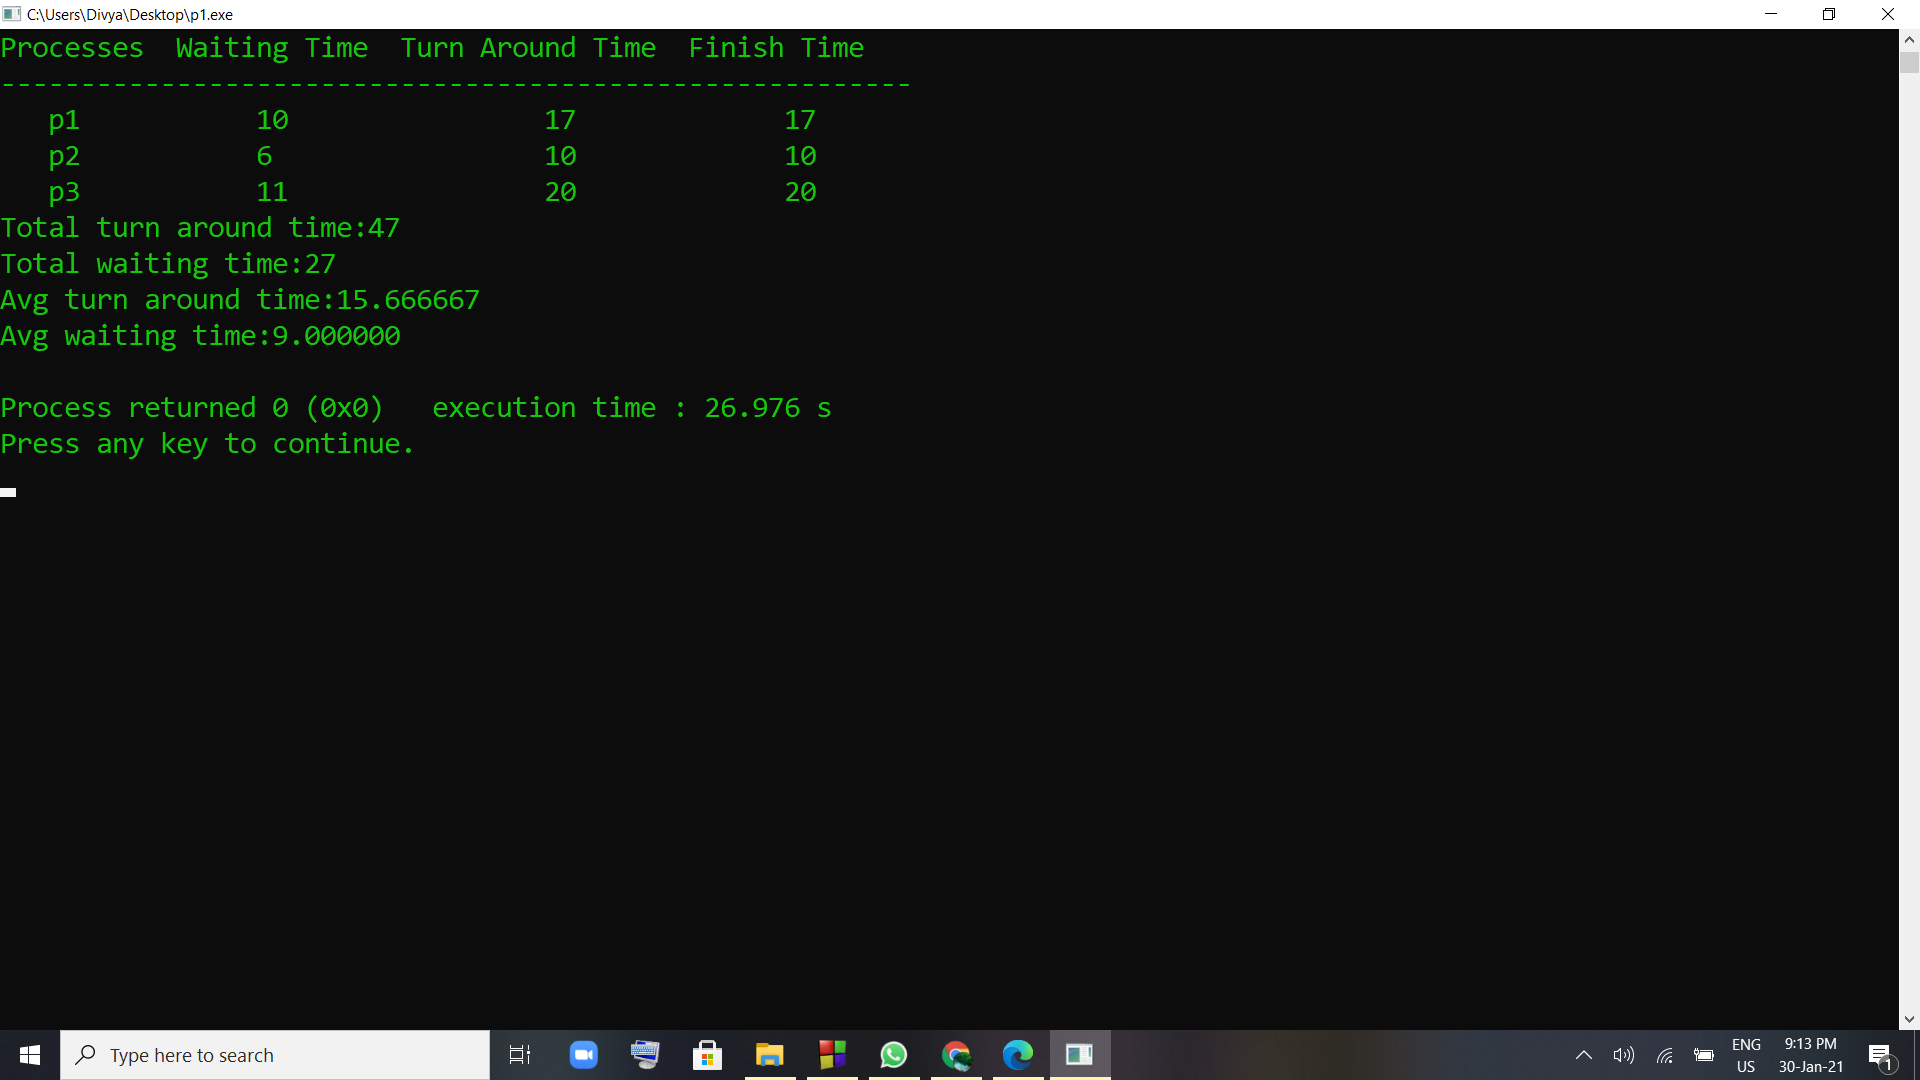 C:\Users\Divya\Desktop\p1.exe
Processes  Waiting Time  Turn Around Time  Finish Time
---------------------------------------------------------
p1 10 17 17
p2 6 10 10
p3 11 20 20
Total turn around time:47
Total waiting time:27
Avg turn around time:15.666667
Avg waiting time:9.000000
Process returned 0 (0x0)   execution time : 26.976 s
Press any key to continue.
Type here to search
ENG
US
9:13 PM
30-Jan-21
1